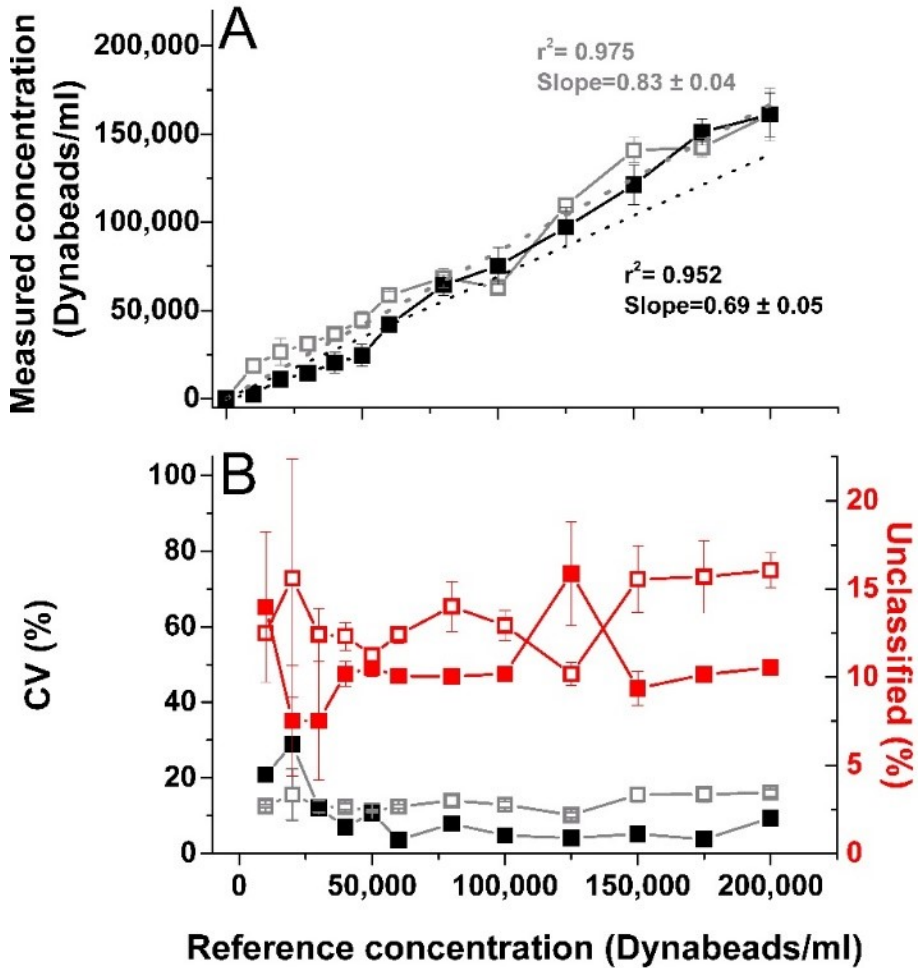 A
Measured concentration
(Dynabeads/ml)
200,000
150,000
100,000
50,000
0
r²= 0.975
Slope=0.83 ± 0.04
r²= 0.952
Slope=0.69 ± 0.05
B
CV (%)
100
80
60
40
20
0
Unclassified (%)
20
15
10
5
0
0 50,000 100,000 150,000 200,000
Reference concentration (Dynabeads/ml)